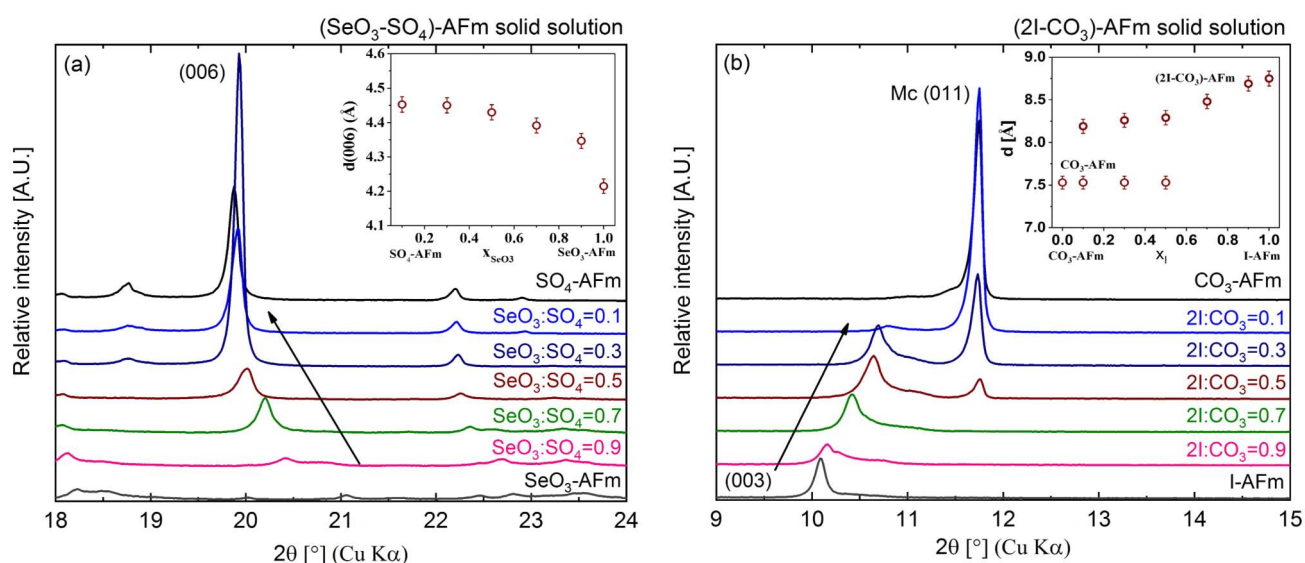 (SeO₃-SO₄)-AFm solid solution
(a)
(006)
4.6
4.5
4.4
4.3
4.2
4.1
d(006) (Å)
0.2 0.4 0.6 0.8 1.0
SO₄-AFm x_SeO3 SeO₃-AFm
SO₄-AFm
SeO₃:SO₄=0.1
SeO₃:SO₄=0.3
SeO₃:SO₄=0.5
SeO₃:SO₄=0.7
SeO₃:SO₄=0.9
SeO₃-AFm
Relative intensity [A.U.]
18 19 20 21 22 23 24
2θ [°] (Cu Kα)
(2I-CO₃)-AFm solid solution
(b)
Mc (011)
9.0
8.5
8.0
7.5
7.0
d [Å]
(2I-CO₃)-AFm
CO₃-AFm
0.0 0.2 0.4 0.6 0.8 1.0
CO₃-AFm x_I I-AFm
CO₃-AFm
2I:CO₃=0.1
2I:CO₃=0.3
2I:CO₃=0.5
2I:CO₃=0.7
2I:CO₃=0.9
(003)
I-AFm
Relative intensity [A.U.]
9 10 11 12 13 14 15
2θ [°] (Cu Kα)